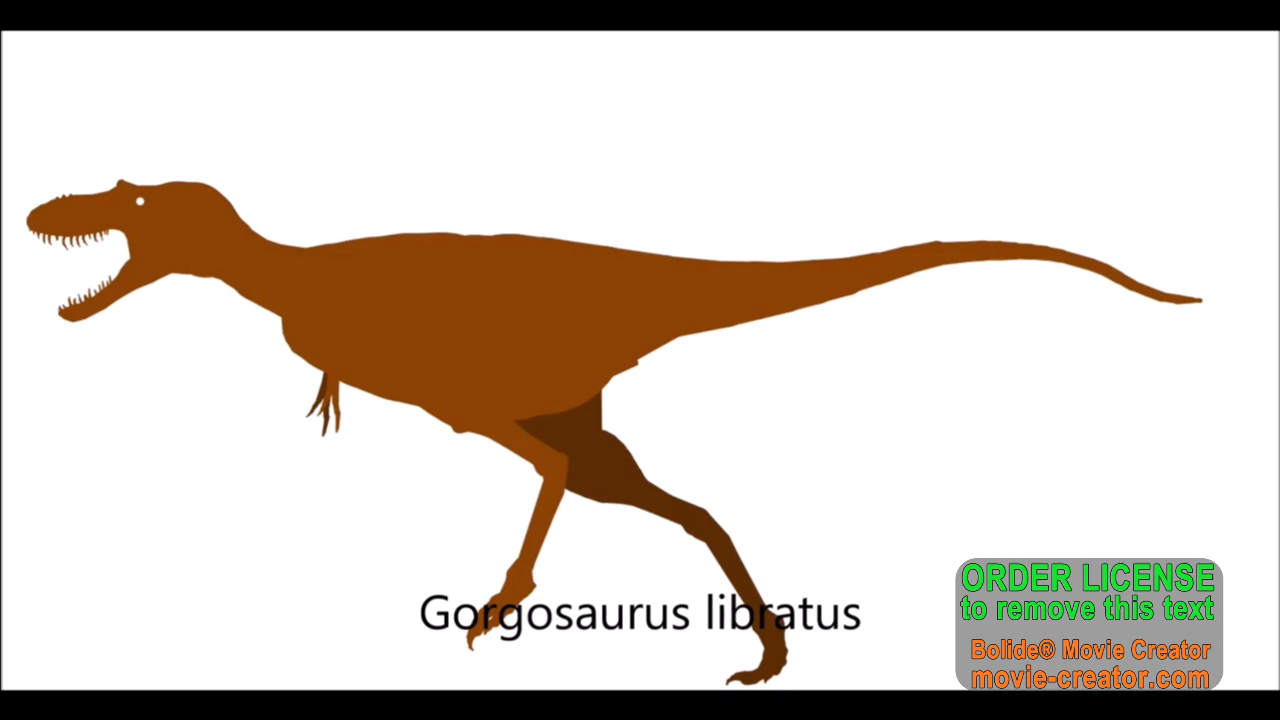 Gorgosaurus libratus
ORDER LICENSE
to remove this text
Bolide® Movie Creator
movie-creator.com